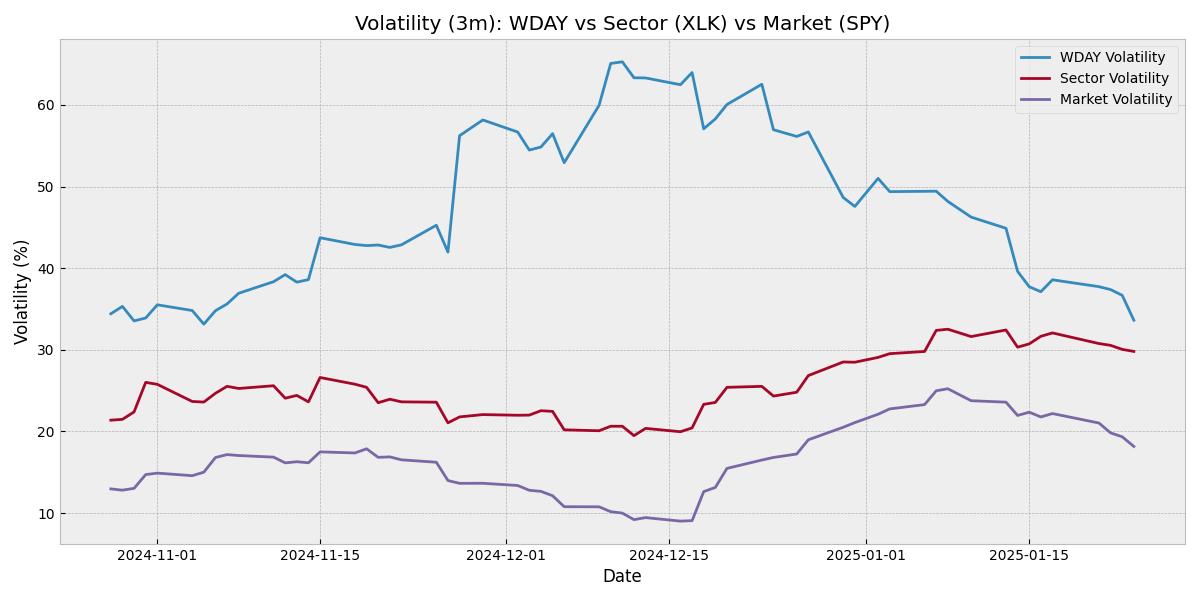 Volatility (3m): WDAY vs Sector (XLK) vs Market (SPY)
WDAY Volatility
Sector Volatility
Market Volatility
Volatility (%)
60
50
40
30
20
10
2024-11-01
2024-11-15
2024-12-01
2024-12-15
2025-01-01
2025-01-15
Date